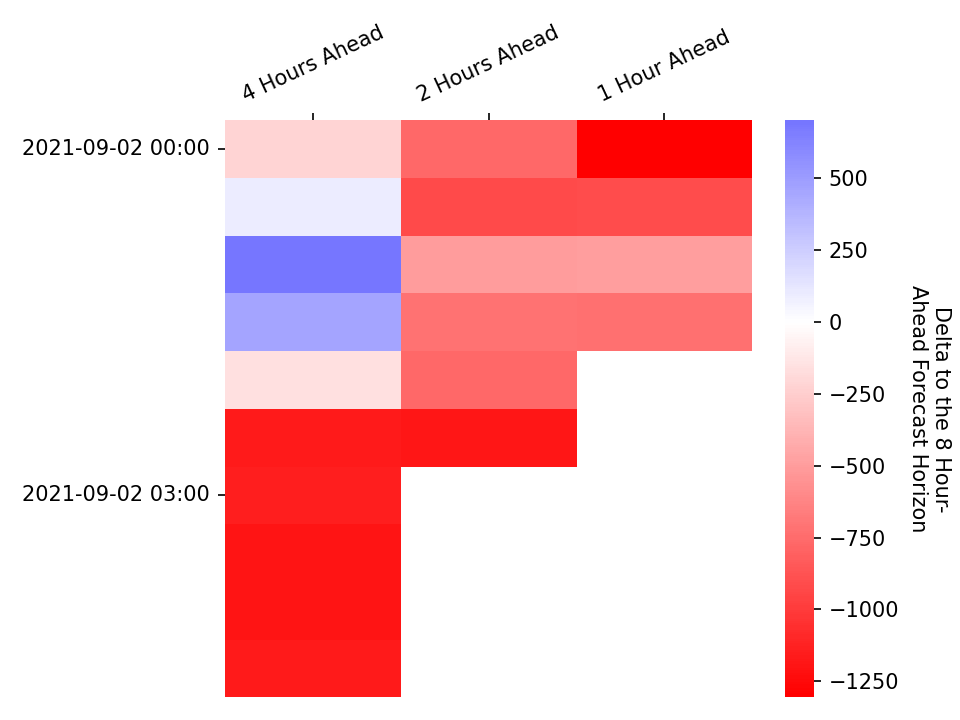 4 Hours Ahead
2 Hours Ahead
1 Hour Ahead
2021-09-02 00:00
2021-09-02 03:00
500
250
0
−250
−500
−750
−1000
−1250
Delta to the 8 Hour-
Ahead Forecast Horizon